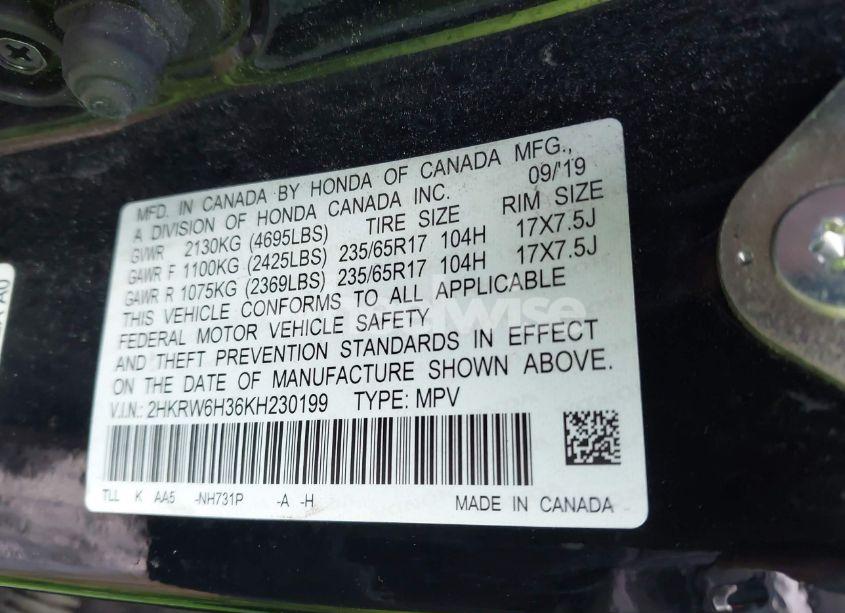 MFD. IN CANADA BY HONDA OF CANADA MFG.,
A DIVISION OF HONDA CANADA INC. 09/'19
GVWR 2130KG (4695LBS) TIRE SIZE RIM SIZE
GAWR F 1100KG (2425LBS) 235/65R17 104H 17X7.5J
GAWR R 1075KG (2369LBS) 235/65R17 104H 17X7.5J
THIS VEHICLE CONFORMS TO ALL APPLICABLE
FEDERAL MOTOR VEHICLE SAFETY
AND THEFT PREVENTION STANDARDS IN EFFECT
ON THE DATE OF MANUFACTURE SHOWN ABOVE.
V.I.N.: 2HKRW6H36KH230199 TYPE: MPV
TLL K AA5 -NH731P -A -H MADE IN CANADA